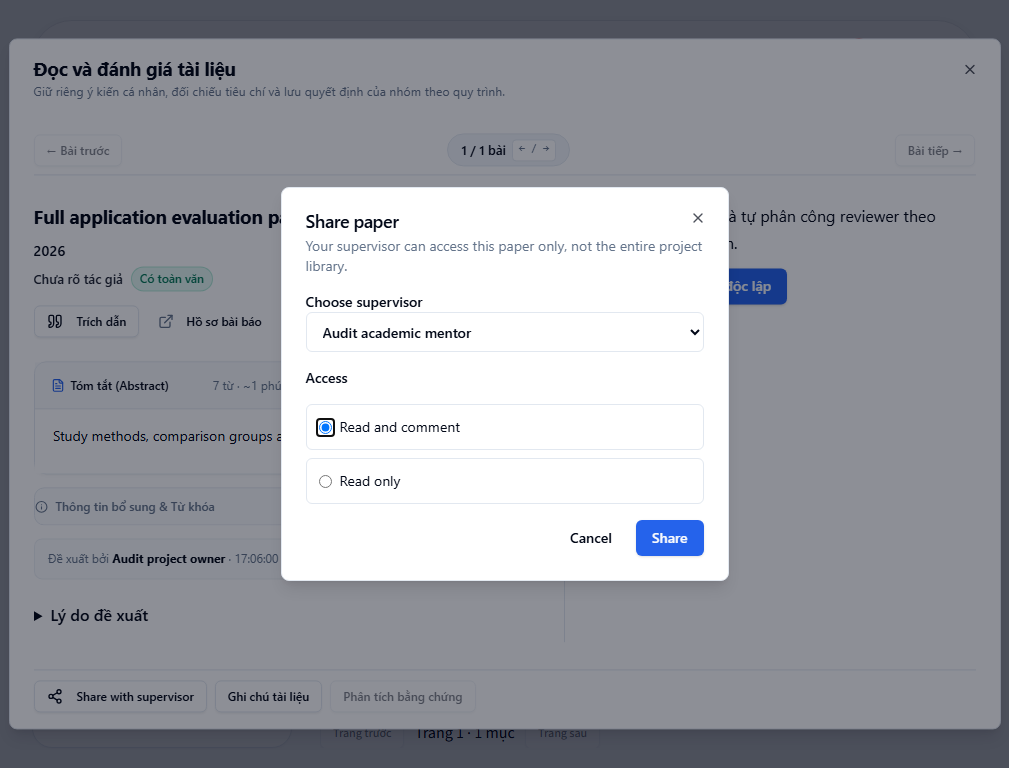 Đọc và đánh giá tài liệu
Giữ riêng ý kiến cá nhân, đối chiếu tiêu chí và lưu quyết định của nhóm theo quy trình.
← Bài trước
1 / 1 bài ← / →
Bài tiếp →
Full application evaluation
2026
Chưa rõ tác giả Có toàn văn
Trích dẫn Hồ sơ bài báo
Tóm tắt (Abstract) 7 từ · ~1
Study methods, comparison groups
Thông tin bổ sung & Từ khóa
Đề xuất bởi Audit project owner · 17:06:00
Lý do đề xuất
tự phân công reviewer theo
độc lập
Share paper
Your supervisor can access this paper only, not the entire project
library.
Choose supervisor
Audit academic mentor
Access
Read and comment
Read only
Cancel Share
Share with supervisor Ghi chú tài liệu Phân tích bằng chứng
Trang trước Trang 1 · 1 mục Trang sau